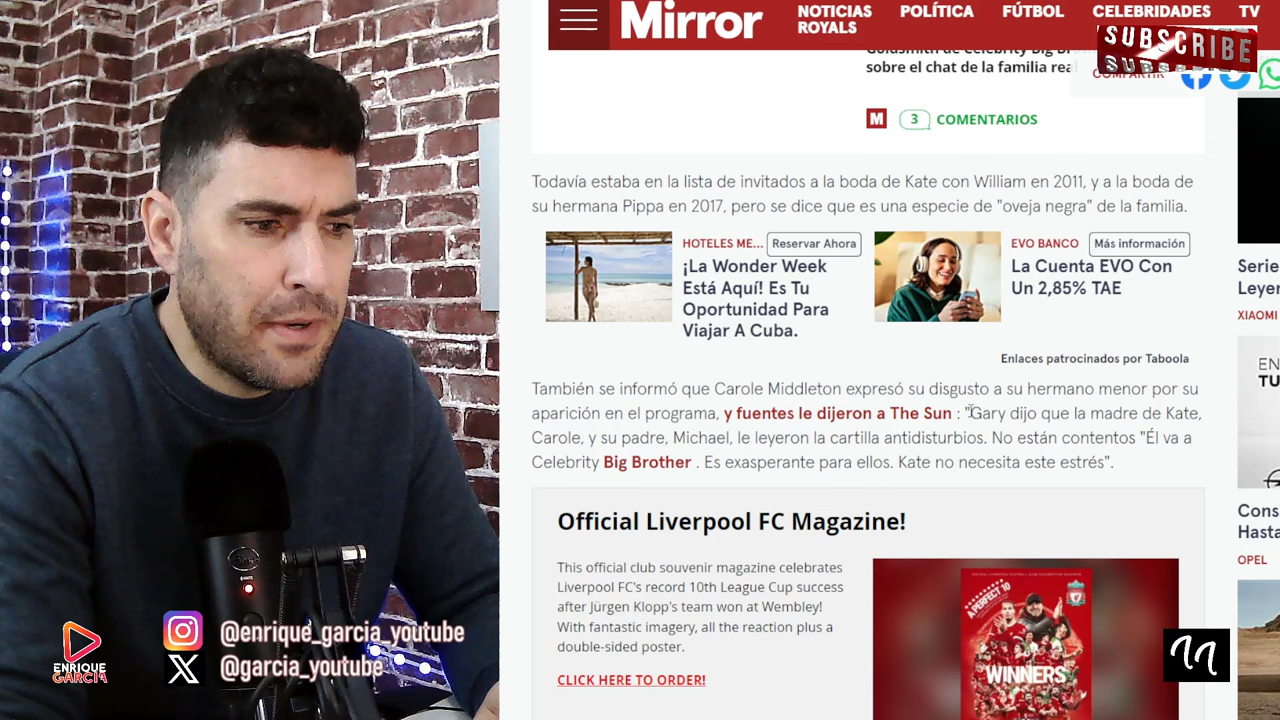 Mirror
NOTICIAS
POLÍTICA
FÚTBOL
CELEBRIDADES
TV
ROYALS
SUBSCRIBE
sobre el chat de la familia real
COMPARTIR
M
3
COMENTARIOS
Todavía estaba en la lista de invitados a la boda de Kate con William en 2011, y a la boda de
su hermana Pippa en 2017, pero se dice que es una especie de "oveja negra" de la familia.
HOTELES ME...
Reservar Ahora
¡La Wonder Week
Está Aquí! Es Tu
Oportunidad Para
Viajar A Cuba.
EVO BANCO
Más información
La Cuenta EVO Con
Un 2,85% TAE
Enlaces patrocinados por Taboola
También se informó que Carole Middleton expresó su disgusto a su hermano menor por su
aparición en el programa, y fuentes le dijeron a The Sun : "Gary dijo que la madre de Kate,
Carole, y su padre, Michael, le leyeron la cartilla antidisturbios. No están contentos "Él va a
Celebrity Big Brother . Es exasperante para ellos. Kate no necesita este estrés".
Official Liverpool FC Magazine!
This official club souvenir magazine celebrates
Liverpool FC's record 10th League Cup success
after Jürgen Klopp's team won at Wembley!
With fantastic imagery, all the reaction plus a
double-sided poster.
CLICK HERE TO ORDER!
A PERFECT 10
WINNERS
Serie
Leyer
XIAOMI
EN
TU
Cons
Hasta
OPEL
ENRIQUE
GARCIA
@enrique_garcia_youtube
@garcia_youtube